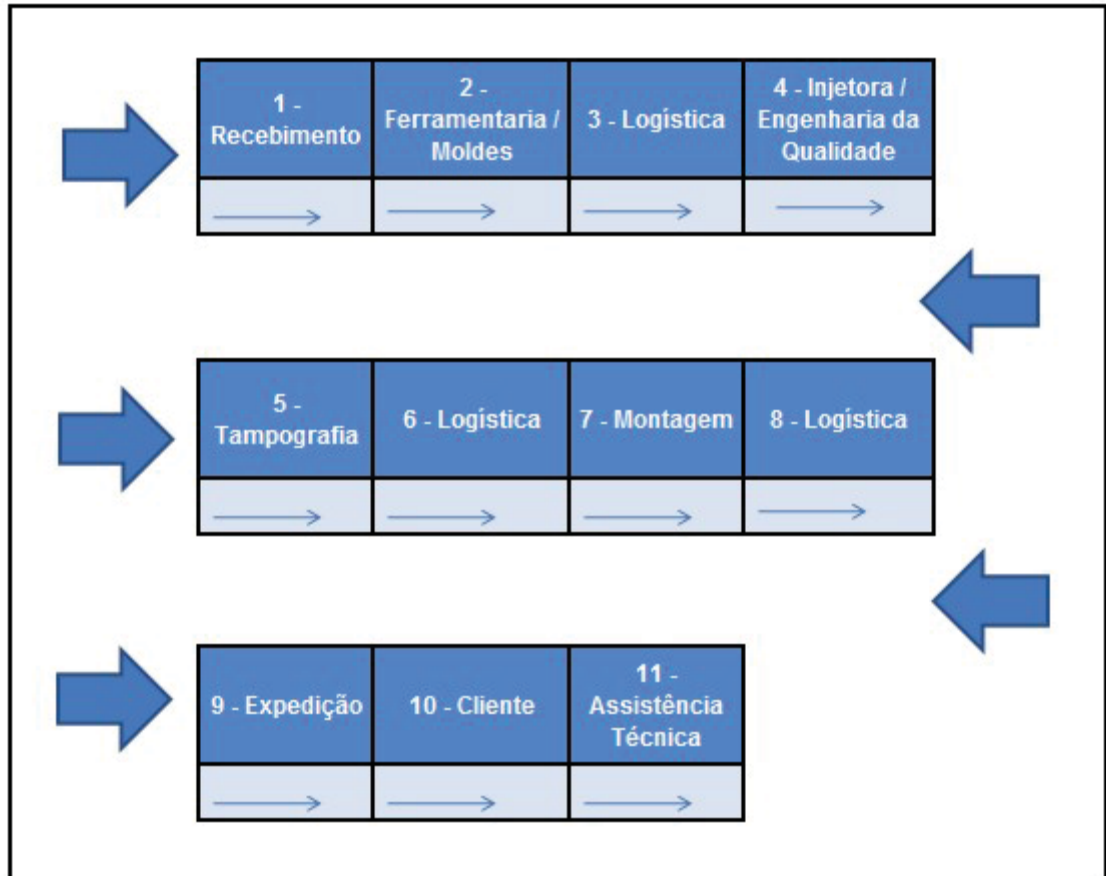 1 -
Recebimento
2 -
Ferramentaria /
Moldes
3 - Logística
4 - Injetora /
Engenharia da
Qualidade
5 -
Tampografia
6 - Logística
7 - Montagem
8 - Logística
9 - Expedição
10 - Cliente
11 -
Assistência
Técnica